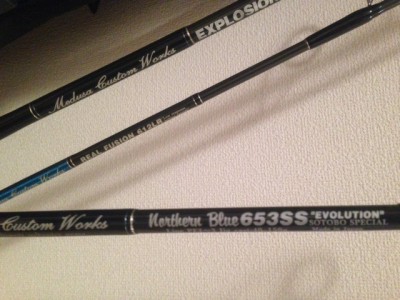 Medusa Custom Works EXPLOSION
REAL FUSION 612LB
Custom Works Northern Blue 653SS "EVOLUTION"
SOTOBO SPECIAL